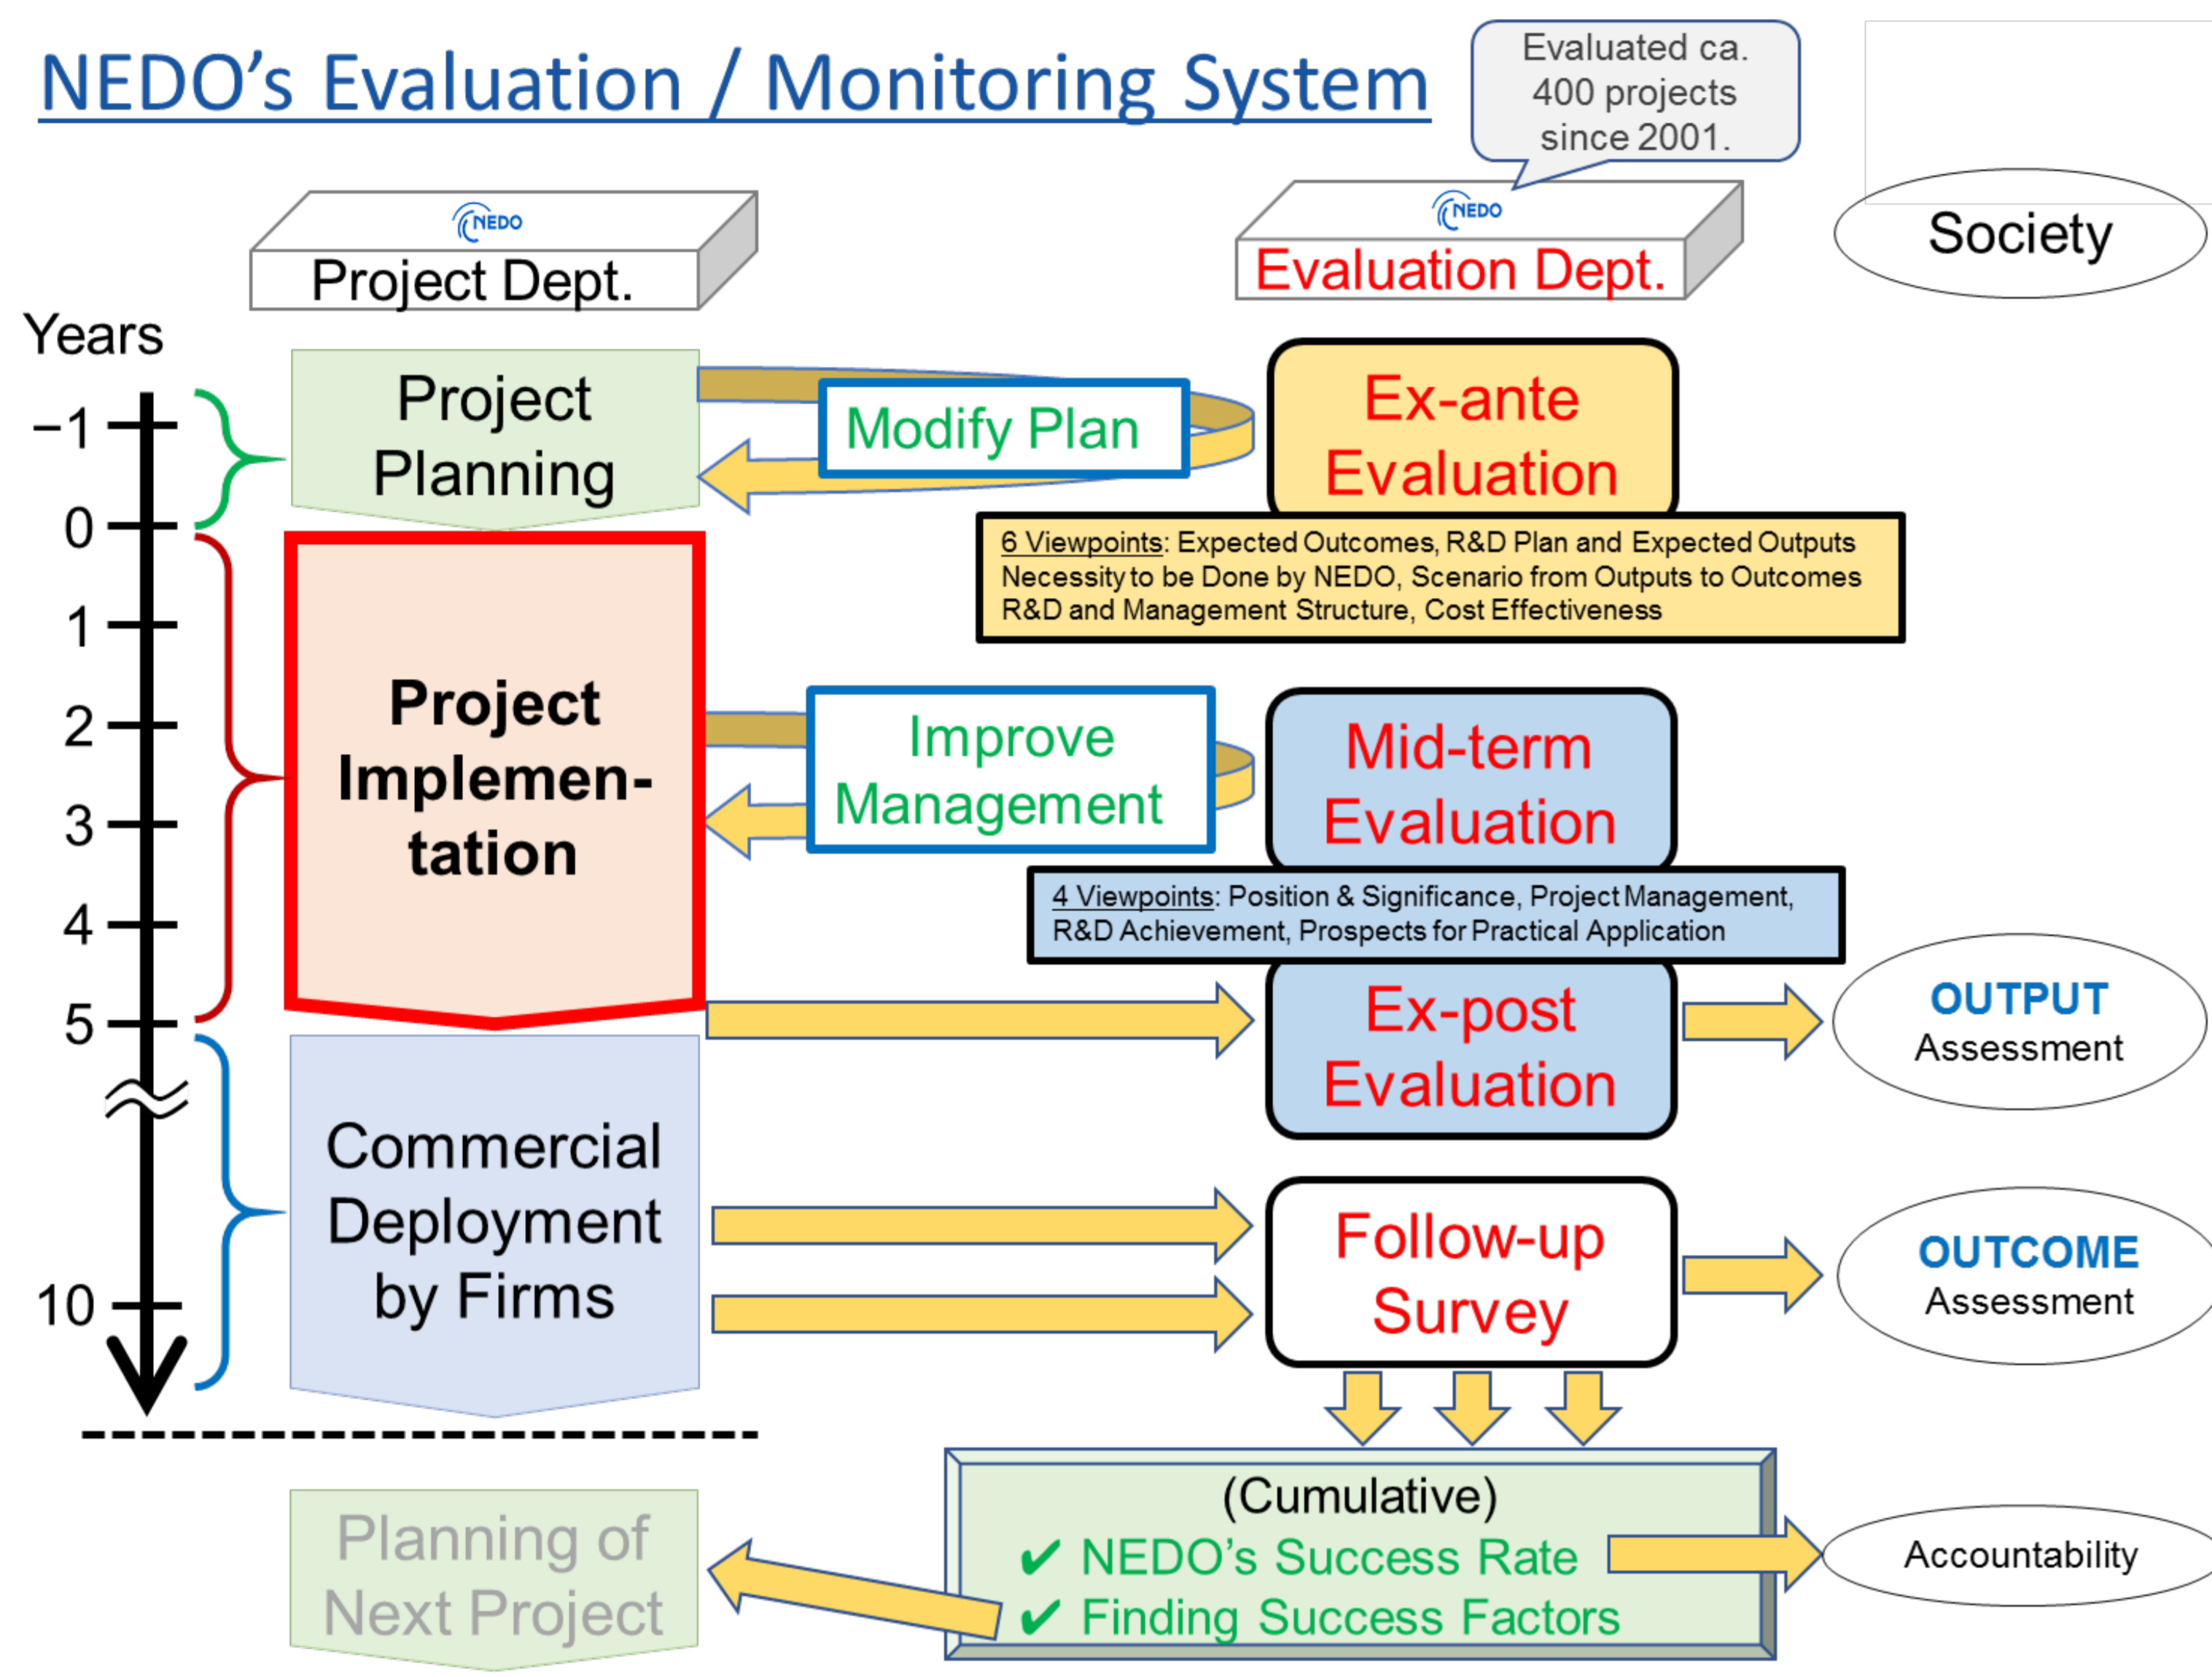 NEDO's Evaluation / Monitoring System
Evaluated ca.
400 projects
since 2001.
NEDO
Project Dept.
NEDO
Evaluation Dept.
Society
Years
−1
0
1
2
3
4
5
10
Project
Planning
Modify Plan
Ex-ante
Evaluation
6 Viewpoints: Expected Outcomes, R&D Plan and Expected Outputs
Necessity to be Done by NEDO, Scenario from Outputs to Outcomes
R&D and Management Structure, Cost Effectiveness
Project
Implemen-
tation
Improve
Management
Mid-term
Evaluation
4 Viewpoints: Position & Significance, Project Management,
R&D Achievement, Prospects for Practical Application
Ex-post
Evaluation
OUTPUT
Assessment
Commercial
Deployment
by Firms
Follow-up
Survey
OUTCOME
Assessment
Planning of
Next Project
(Cumulative)
✔ NEDO's Success Rate
✔ Finding Success Factors
Accountability